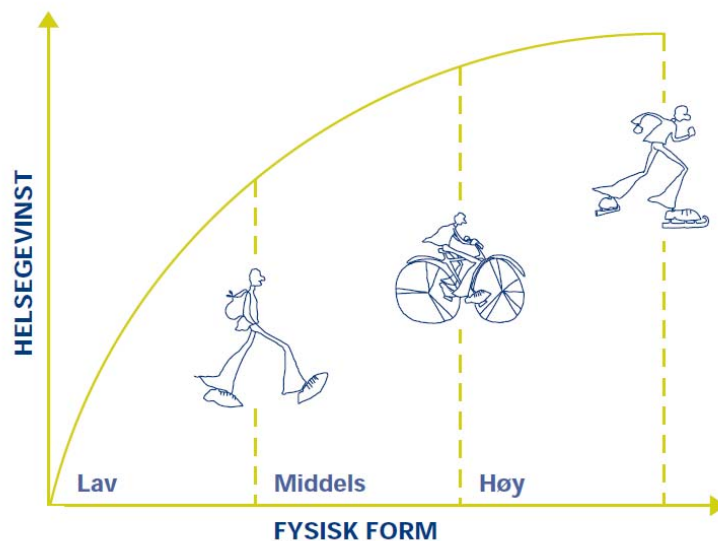 HELSEGEVINST
Lav
Middels
Høy
FYSISK FORM